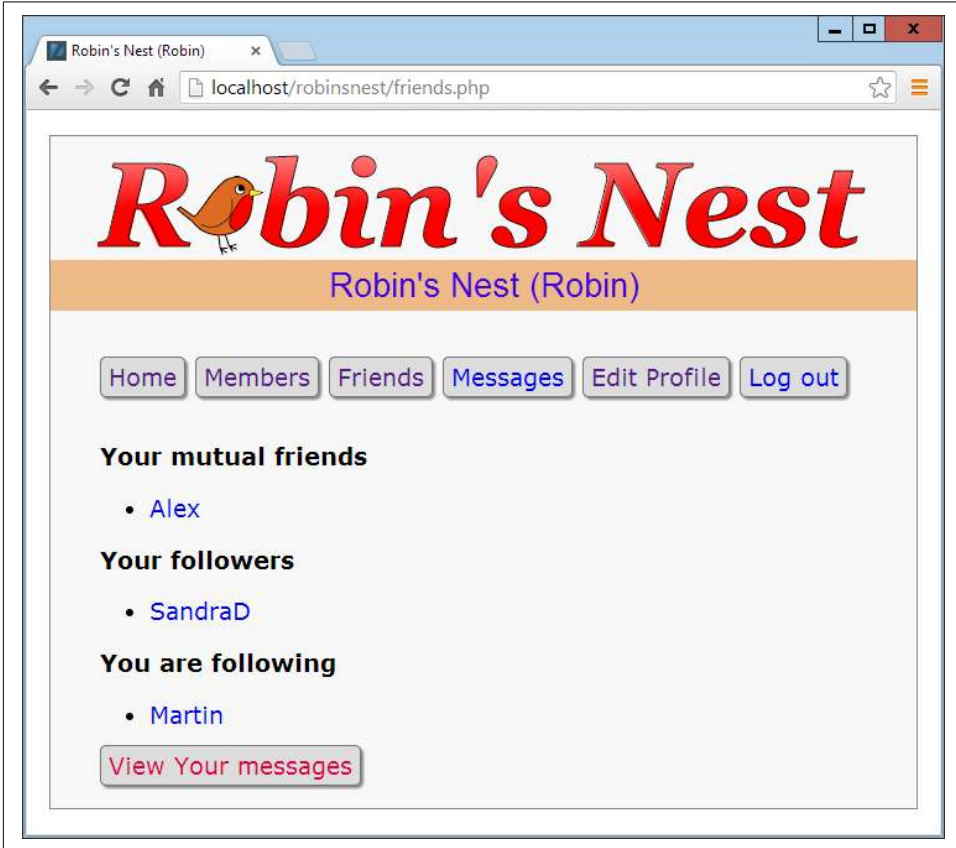 Robin's Nest (Robin)
localhost/robinsnest/friends.php
Robin's Nest
Robin's Nest (Robin)
Home Members Friends Messages Edit Profile Log out
Your mutual friends
• Alex
Your followers
• SandraD
You are following
• Martin
View Your messages